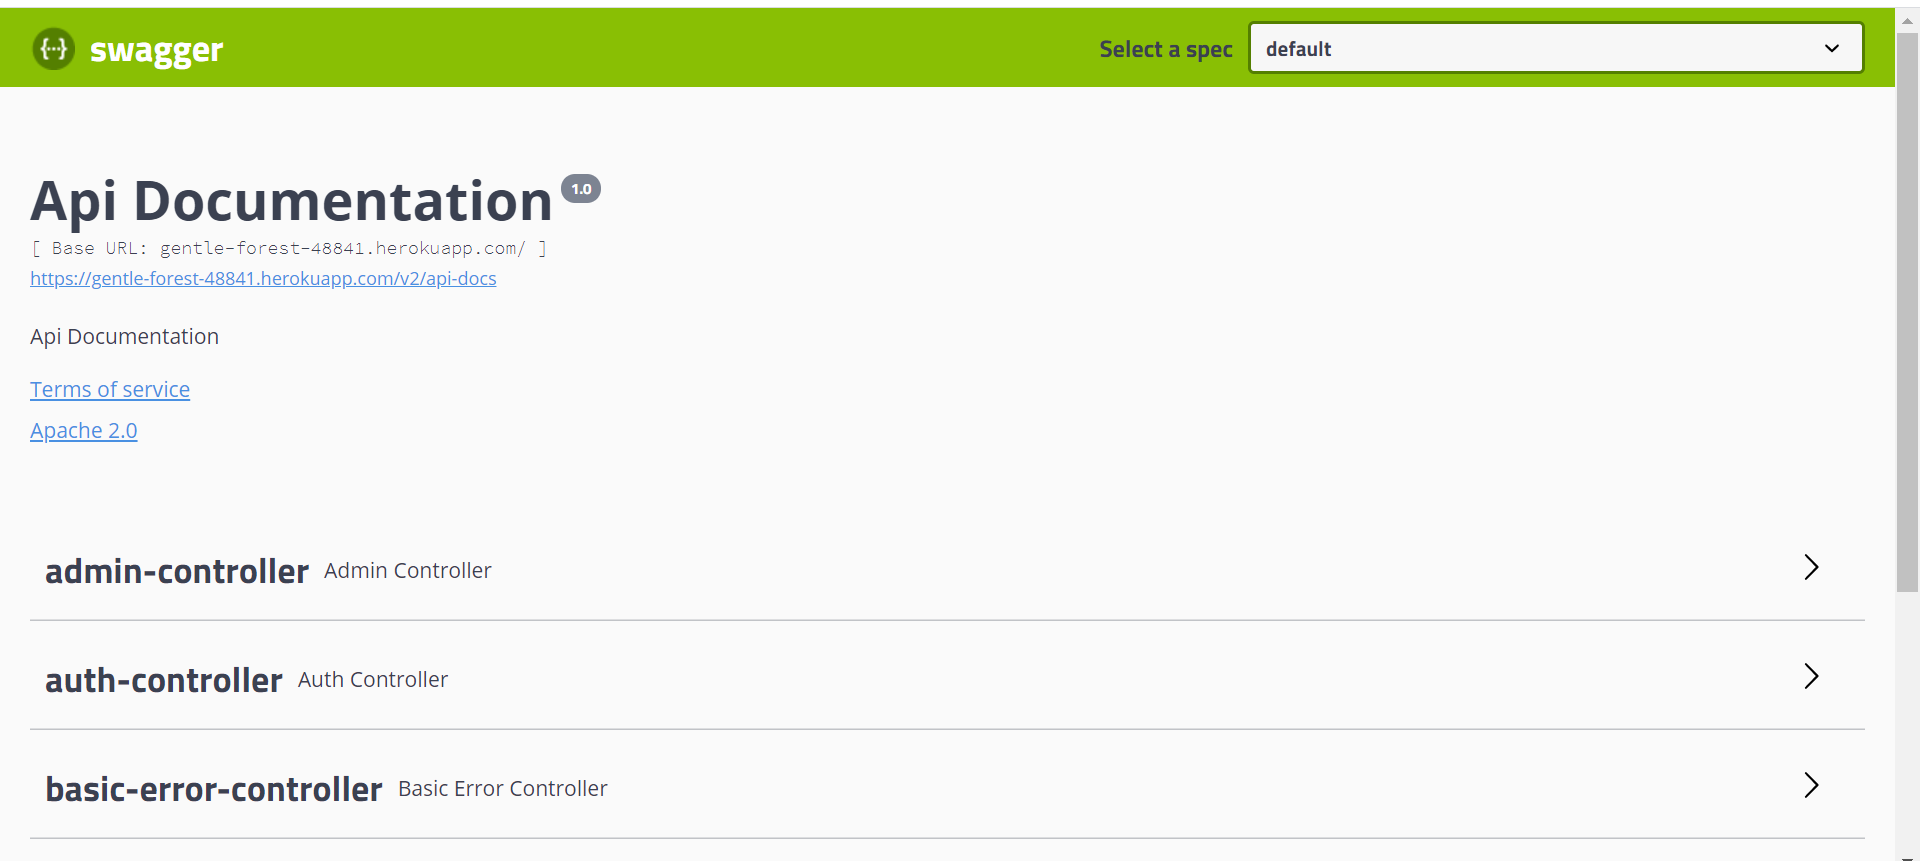 {···} swagger
Select a spec default
Api Documentation 1.0
[ Base URL: gentle-forest-48841.herokuapp.com/ ]
https://gentle-forest-48841.herokuapp.com/v2/api-docs
Api Documentation
Terms of service
Apache 2.0
admin-controller Admin Controller
auth-controller Auth Controller
basic-error-controller Basic Error Controller